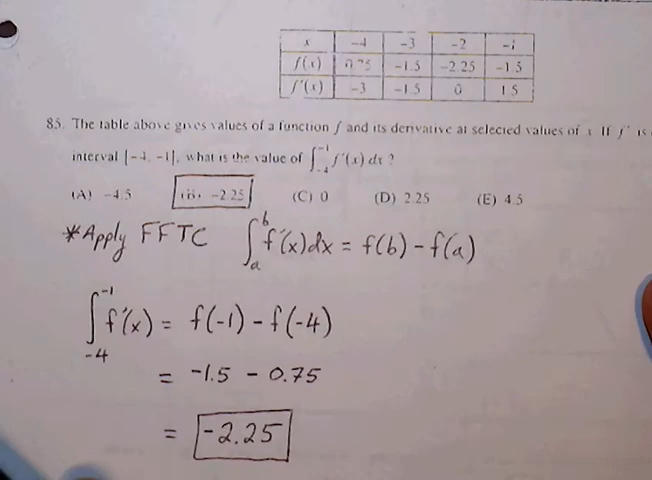 x -4 -3 -2 -1
f(x) 0.75 -1.5 -2.25 -1.5
f'(x) -3 -1.5 0 1.5
85. The table above gives values of a function f and its derivative at selected values of x. If f' is
interval [-4, -1], what is the value of ∫_{-4}^{-1} f'(x) dx ?
(A) -4.5 (B) -2.25 (C) 0 (D) 2.25 (E) 4.5
*Apply FFTC ∫_a^b f'(x)dx = f(b) - f(a)
∫_{-4}^{-1} f'(x) = f(-1) - f(-4)
= -1.5 - 0.75
= -2.25